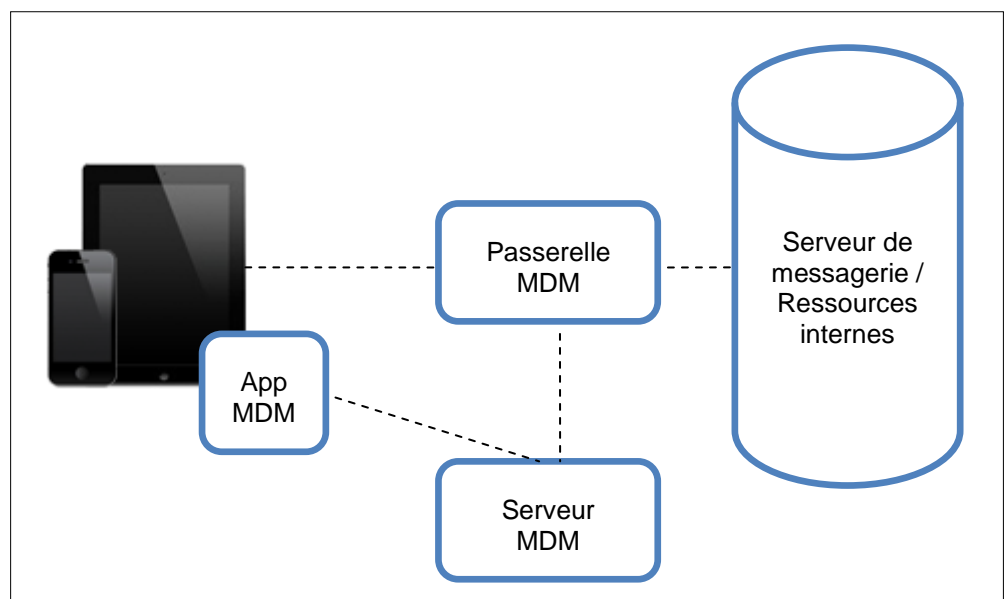 Passerelle
MDM
Serveur de
messagerie /
Ressources
internes
App
MDM
Serveur
MDM